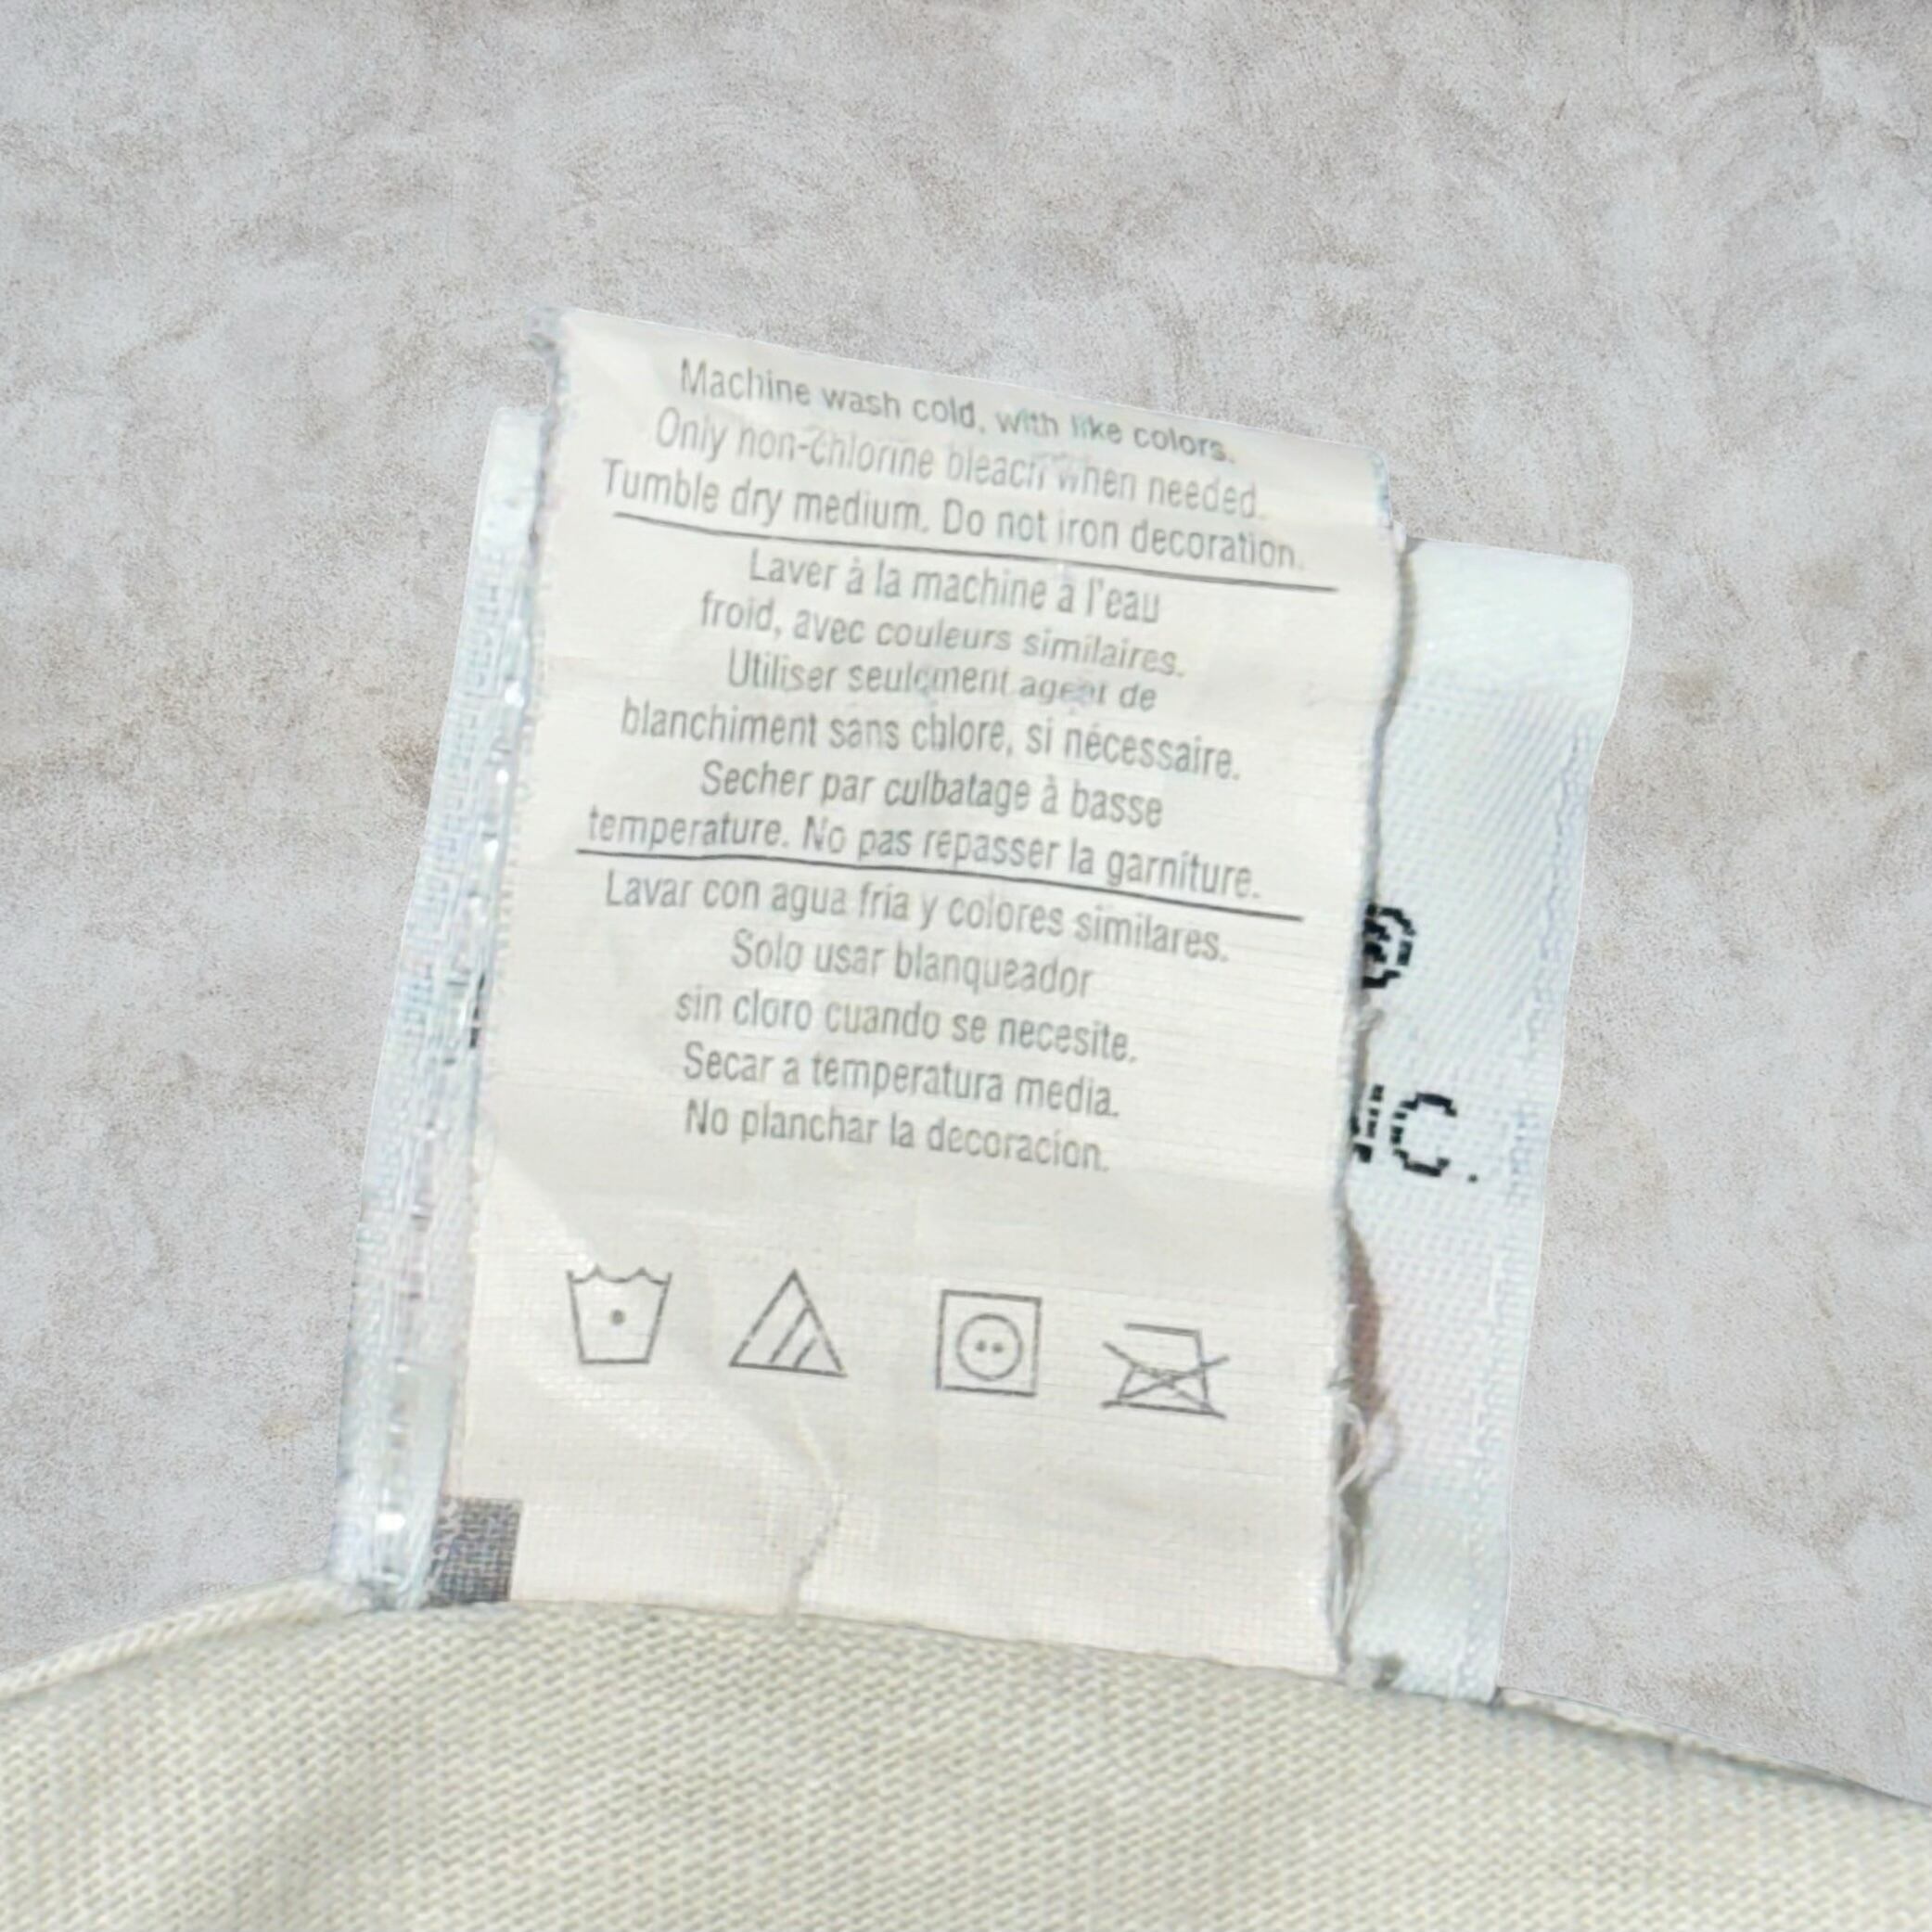 Machine wash cold, with like colors.
Only non-chlorine bleach when needed.
Tumble dry medium. Do not iron decoration.
Laver à la machine à l'eau
froid, avec couleurs similaires.
Utiliser seulement agent de
blanchiment sans chlore, si nécessaire.
Secher par culbatage à basse
temperature. No pas repasser la garniture.
Lavar con agua fria y colores similares.
Solo usar blanqueador
sin cloro cuando se necesite.
Secar a temperatura media.
No planchar la decoracion.